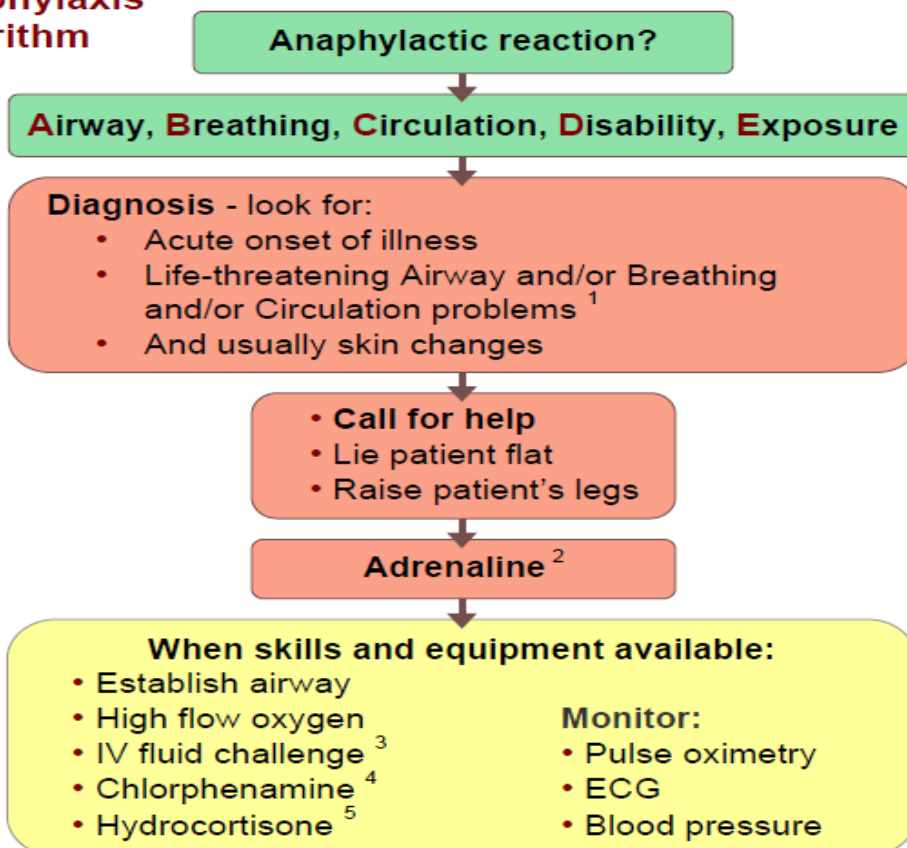 rithm
Anaphylactic reaction?
Airway, Breathing, Circulation, Disability, Exposure
Diagnosis - look for:
• Acute onset of illness
• Life-threatening Airway and/or Breathing
and/or Circulation problems 1
• And usually skin changes
• Call for help
• Lie patient flat
• Raise patient's legs
Adrenaline 2
When skills and equipment available:
• Establish airway
• High flow oxygen
• IV fluid challenge 3
• Chlorphenamine 4
• Hydrocortisone 5
Monitor:
• Pulse oximetry
• ECG
• Blood pressure